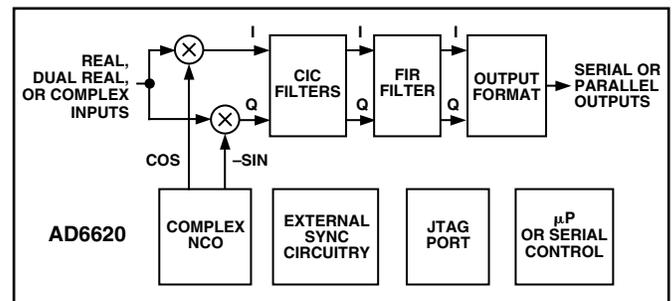 REAL,
DUAL REAL,
OR COMPLEX
INPUTS
I
Q
COS
–SIN
CIC
FILTERS
I
Q
FIR
FILTER
I
Q
OUTPUT
FORMAT
SERIAL OR
PARALLEL
OUTPUTS
AD6620
COMPLEX
NCO
EXTERNAL
SYNC
CIRCUITRY
JTAG
PORT
μP
OR SERIAL
CONTROL